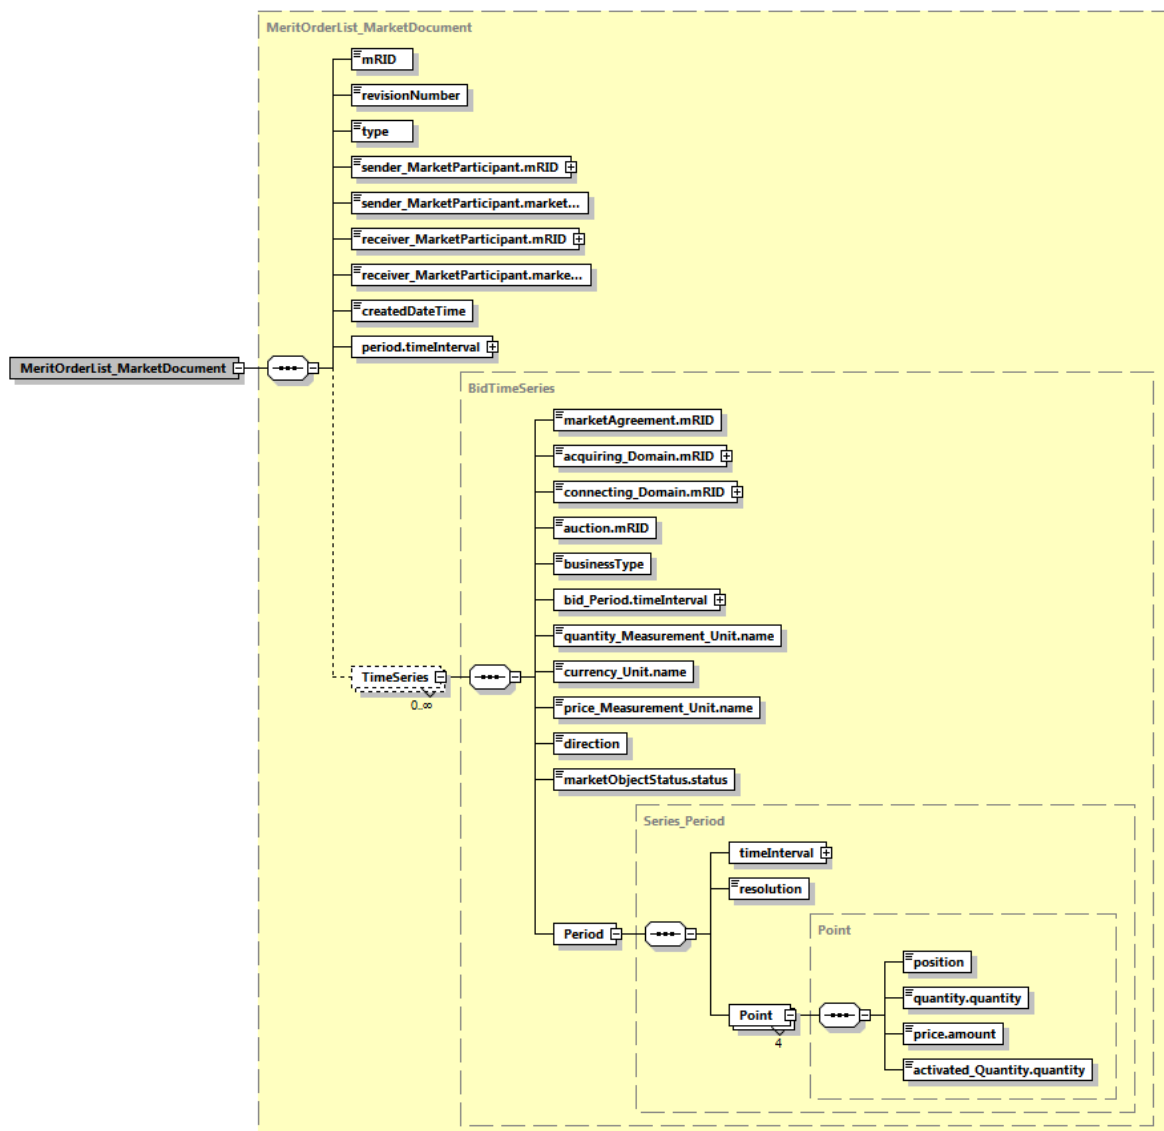 MeritOrderList_MarketDocument
mRID
revisionNumber
type
sender_MarketParticipant.mRID
sender_MarketParticipant.market...
receiver_MarketParticipant.mRID
receiver_MarketParticipant.marke...
createdDateTime
period.timeInterval
MeritOrderList_MarketDocument
BidTimeSeries
marketAgreement.mRID
acquiring_Domain.mRID
connecting_Domain.mRID
auction.mRID
businessType
bid_Period.timeInterval
quantity_Measurement_Unit.name
currency_Unit.name
TimeSeries
0..∞
price_Measurement_Unit.name
direction
marketObjectStatus.status
Series_Period
timeInterval
resolution
Period
Point
position
quantity.quantity
Point
4
price.amount
activated_Quantity.quantity